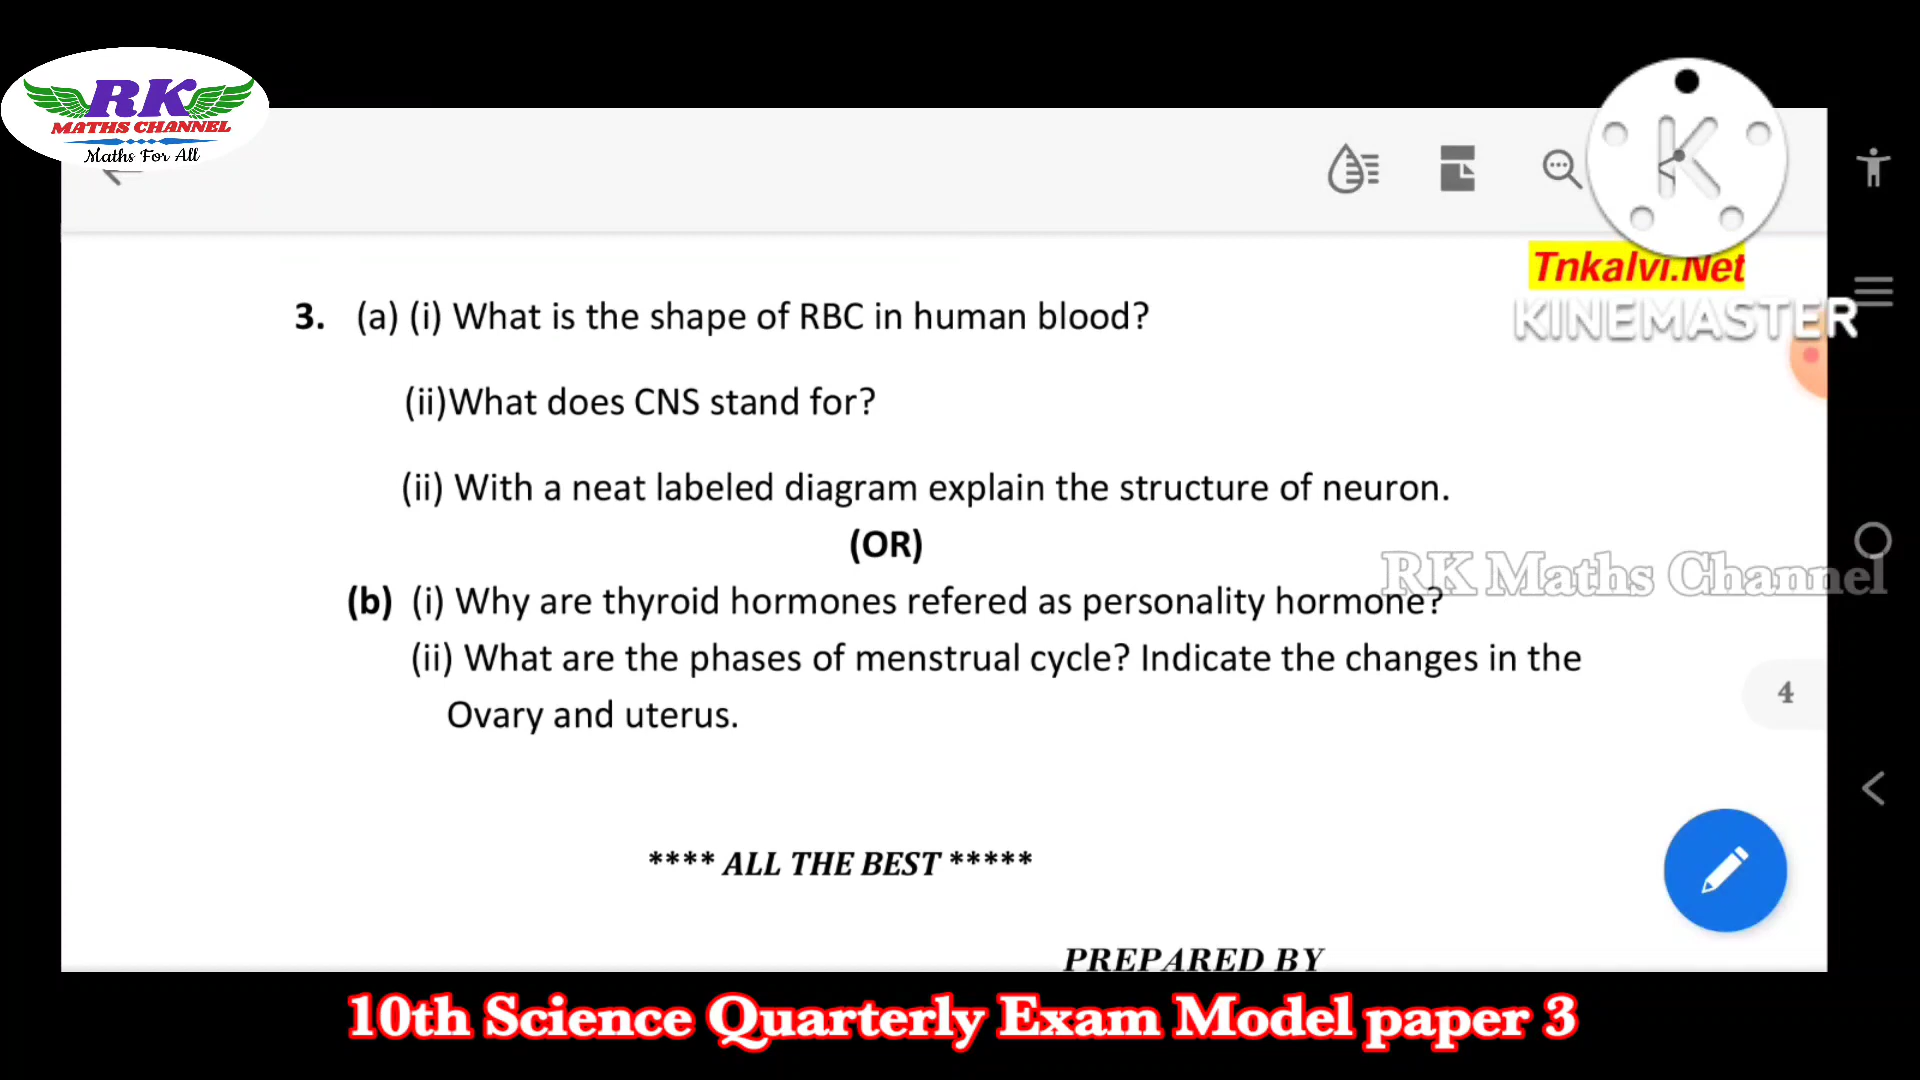 RK
MATHS CHANNEL
Maths For All
K
Tnkalvi.Net
KINEMASTER
3. (a) (i) What is the shape of RBC in human blood?
(ii)What does CNS stand for?
(ii) With a neat labeled diagram explain the structure of neuron.
(OR)
RK Maths Channel
(b) (i) Why are thyroid hormones refered as personality hormone?
(ii) What are the phases of menstrual cycle? Indicate the changes in the
Ovary and uterus.
4
**** ALL THE BEST *****
PREPARED BY
10th Science Quarterly Exam Model paper 3